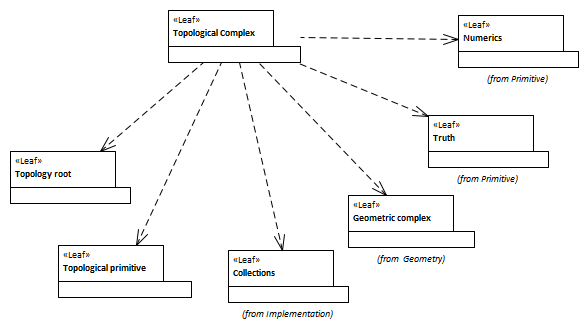 «Leaf»
Topological Complex
«Leaf»
Numerics
(from Primitive)
«Leaf»
Truth
(from Primitive)
«Leaf»
Topology root
«Leaf»
Geometric complex
(from Geometry)
«Leaf»
Topological primitive
«Leaf»
Collections
(from Implementation)